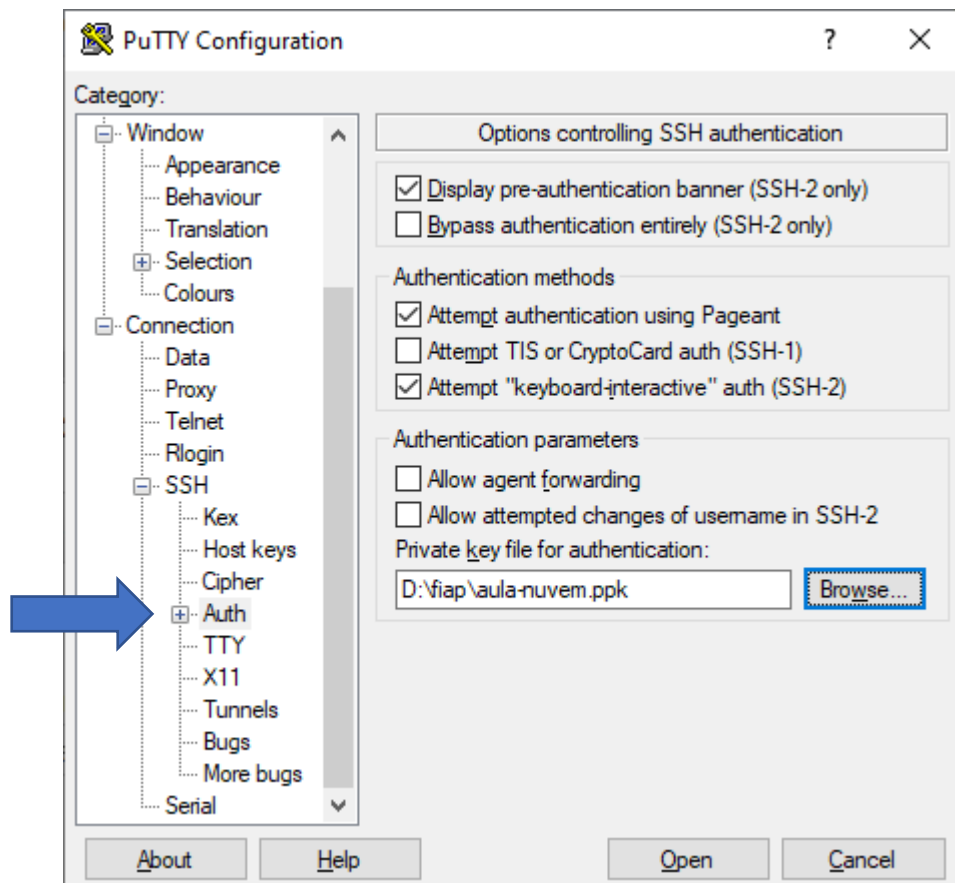 PuTTY Configuration
?
Category:
Window
Appearance
Behaviour
Translation
Selection
Colours
Connection
Data
Proxy
Telnet
Rlogin
SSH
Kex
Host keys
Cipher
Auth
TTY
X11
Tunnels
Bugs
More bugs
Serial
Options controlling SSH authentication
Display pre-authentication banner (SSH-2 only)
Bypass authentication entirely (SSH-2 only)
Authentication methods
Attempt authentication using Pageant
Attempt TIS or CryptoCard auth (SSH-1)
Attempt "keyboard-interactive" auth (SSH-2)
Authentication parameters
Allow agent forwarding
Allow attempted changes of username in SSH-2
Private key file for authentication:
D:\fiap\aula-nuvem.ppk
Browse...
About
Help
Open
Cancel